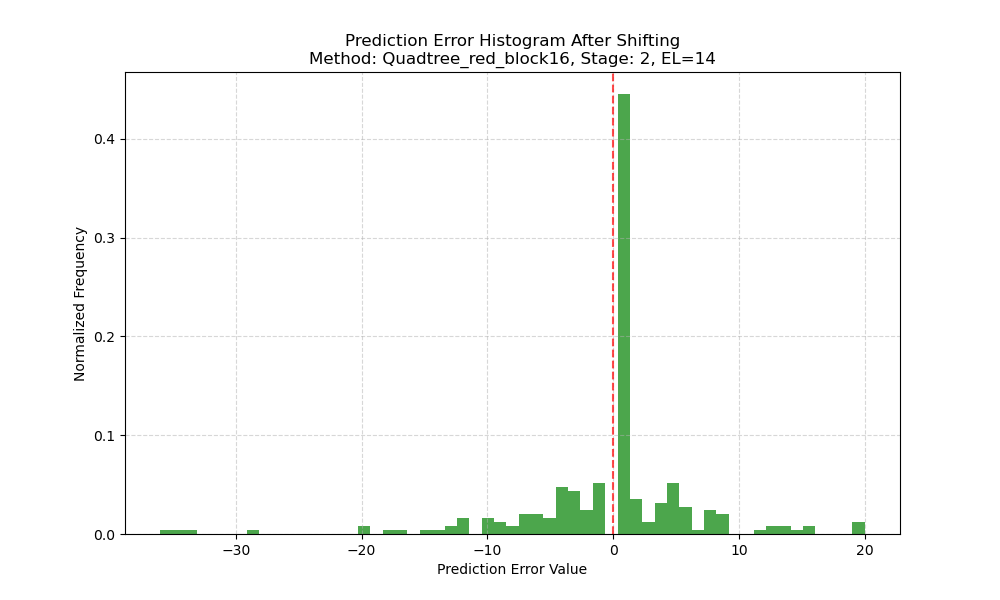 Prediction Error Histogram After Shifting
Method: Quadtree_red_block16, Stage: 2, EL=14
Normalized Frequency
0.4
0.3
0.2
0.1
0.0
−30
−20
−10
0
10
20
Prediction Error Value